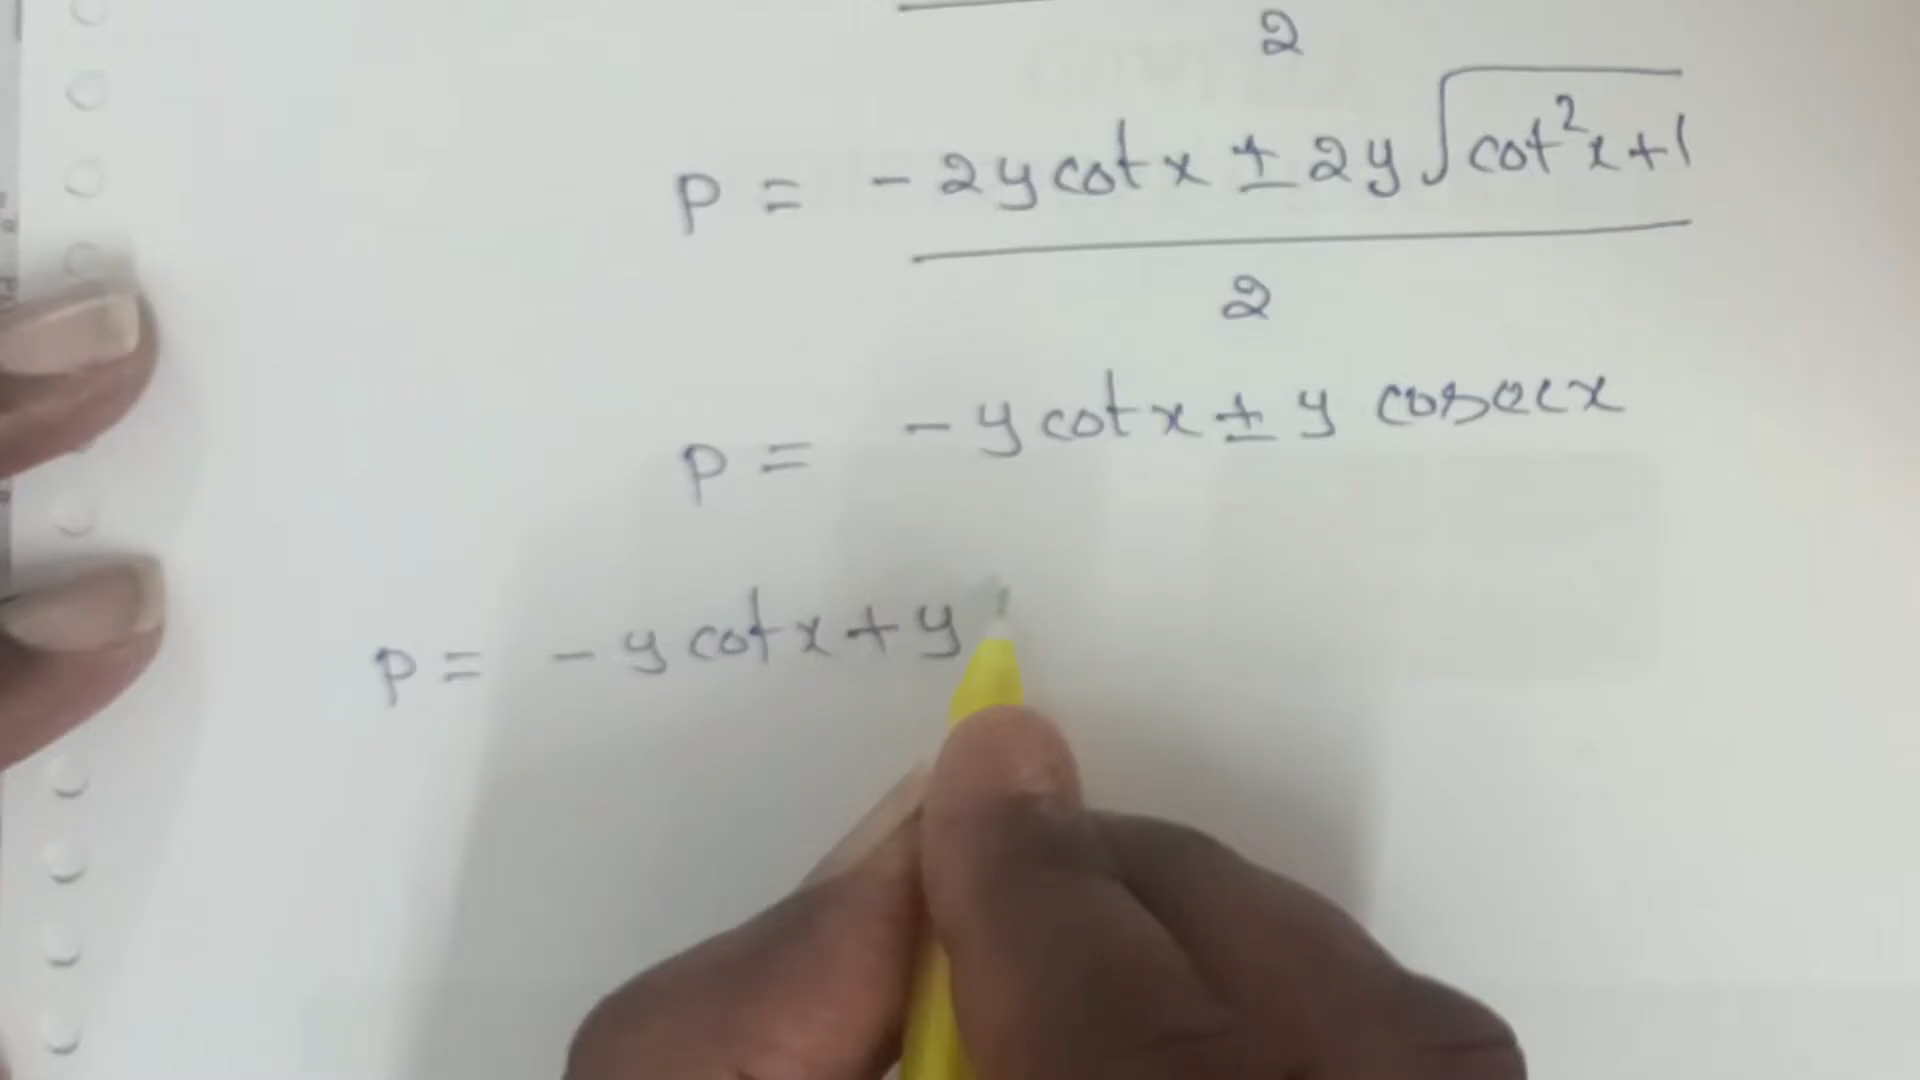 2
p = - 2y cot x ± 2y √cot²x+1
2
p = - y cot x ± y cosec x
p = - y cot x + y